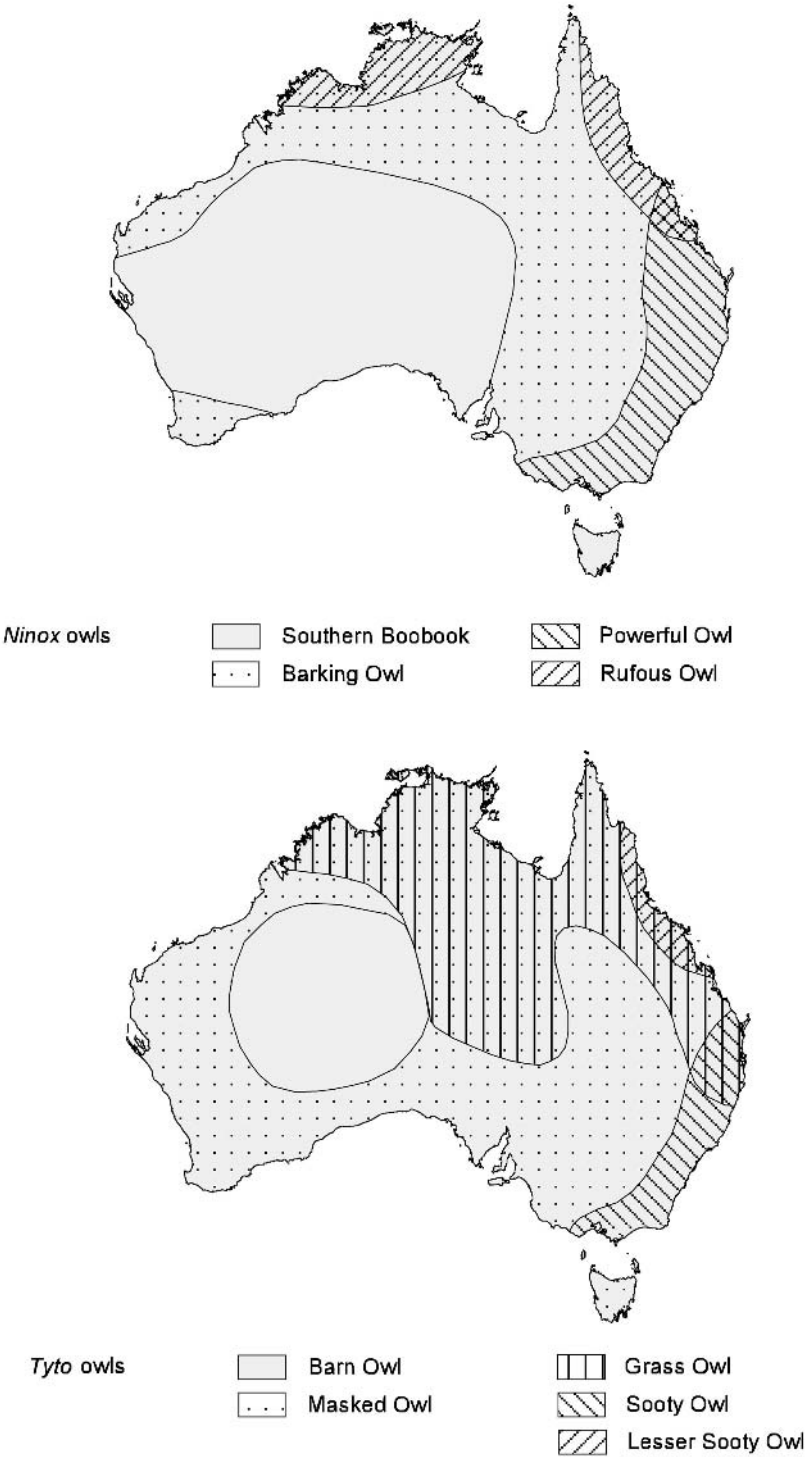 Ninox owls
Southern Boobook
Powerful Owl
Barking Owl
Rufous Owl
Tyto owls
Barn Owl
Grass Owl
Masked Owl
Sooty Owl
Lesser Sooty Owl